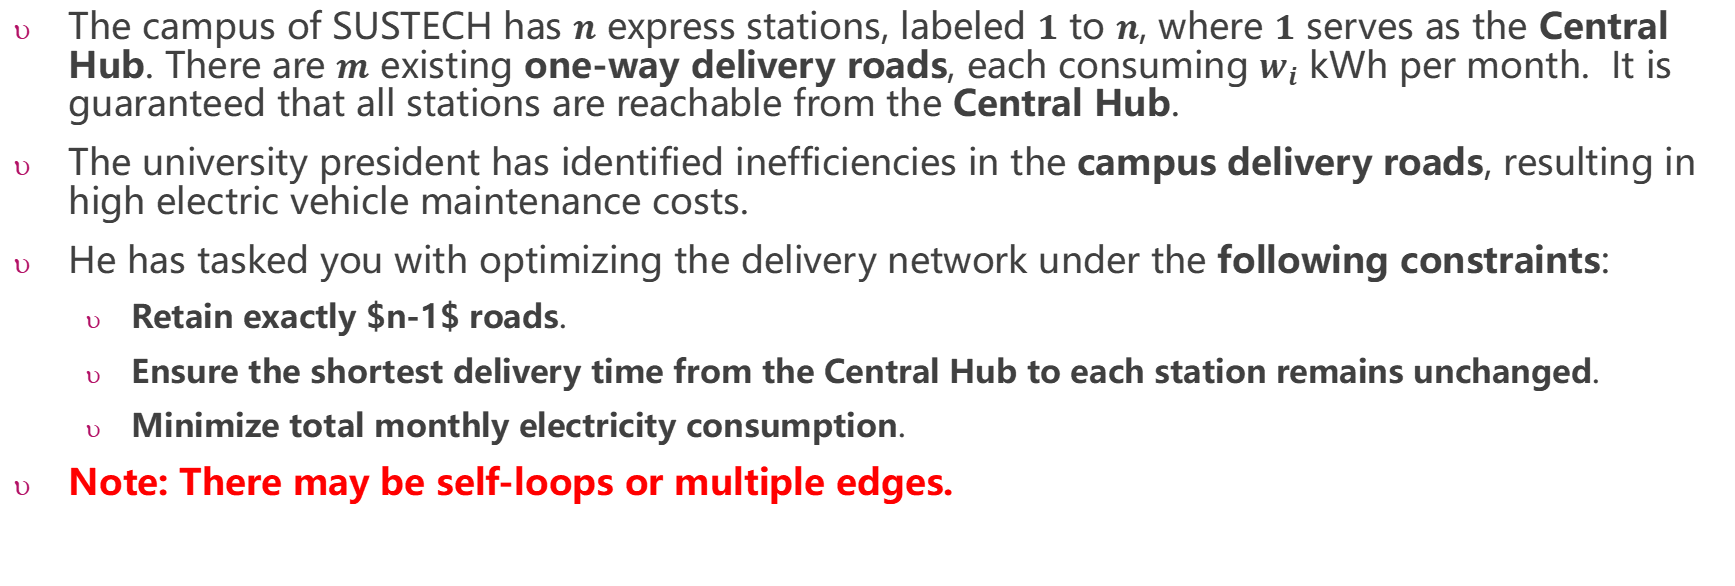 υ The campus of SUSTECH has n express stations, labeled 1 to n, where 1 serves as the Central
Hub. There are m existing one-way delivery roads, each consuming wᵢ kWh per month. It is
guaranteed that all stations are reachable from the Central Hub.
υ The university president has identified inefficiencies in the campus delivery roads, resulting in
high electric vehicle maintenance costs.
υ He has tasked you with optimizing the delivery network under the following constraints:
υ Retain exactly $n-1$ roads.
υ Ensure the shortest delivery time from the Central Hub to each station remains unchanged.
υ Minimize total monthly electricity consumption.
υ Note: There may be self-loops or multiple edges.